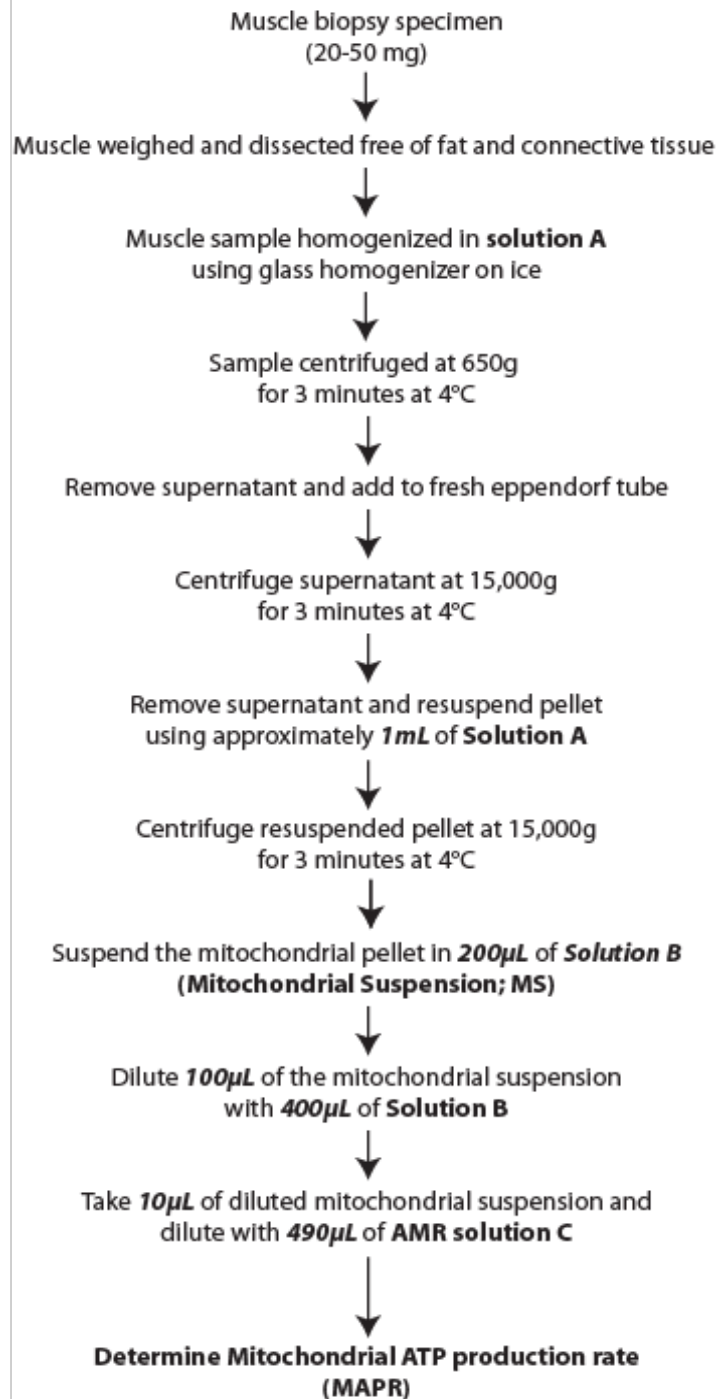 Muscle biopsy specimen
(20-50 mg)
Muscle weighed and dissected free of fat and connective tissue
Muscle sample homogenized in solution A
using glass homogenizer on ice
Sample centrifuged at 650g
for 3 minutes at 4°C
Remove supernatant and add to fresh eppendorf tube
Centrifuge supernatant at 15,000g
for 3 minutes at 4°C
Remove supernatant and resuspend pellet
using approximately 1mL of Solution A
Centrifuge resuspended pellet at 15,000g
for 3 minutes at 4°C
Suspend the mitochondrial pellet in 200µL of Solution B
(Mitochondrial Suspension; MS)
Dilute 100µL of the mitochondrial suspension
with 400µL of Solution B
Take 10µL of diluted mitochondrial suspension and
dilute with 490µL of AMR solution C
Determine Mitochondrial ATP production rate
(MAPR)